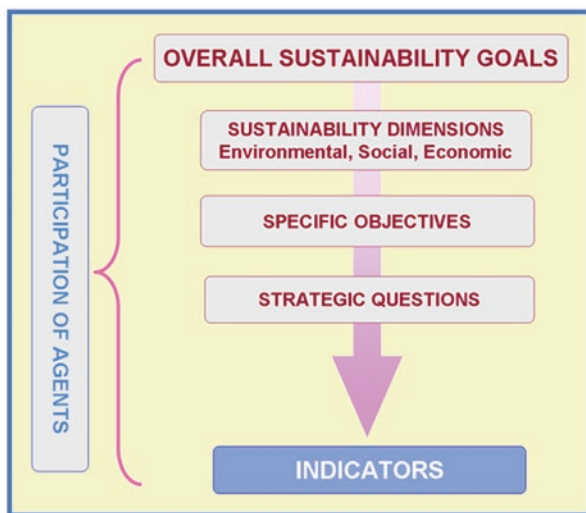 PARTICIPATION OF AGENTS
OVERALL SUSTAINABILITY GOALS
SUSTAINABILITY DIMENSIONS
Environmental, Social, Economic
SPECIFIC OBJECTIVES
STRATEGIC QUESTIONS
INDICATORS